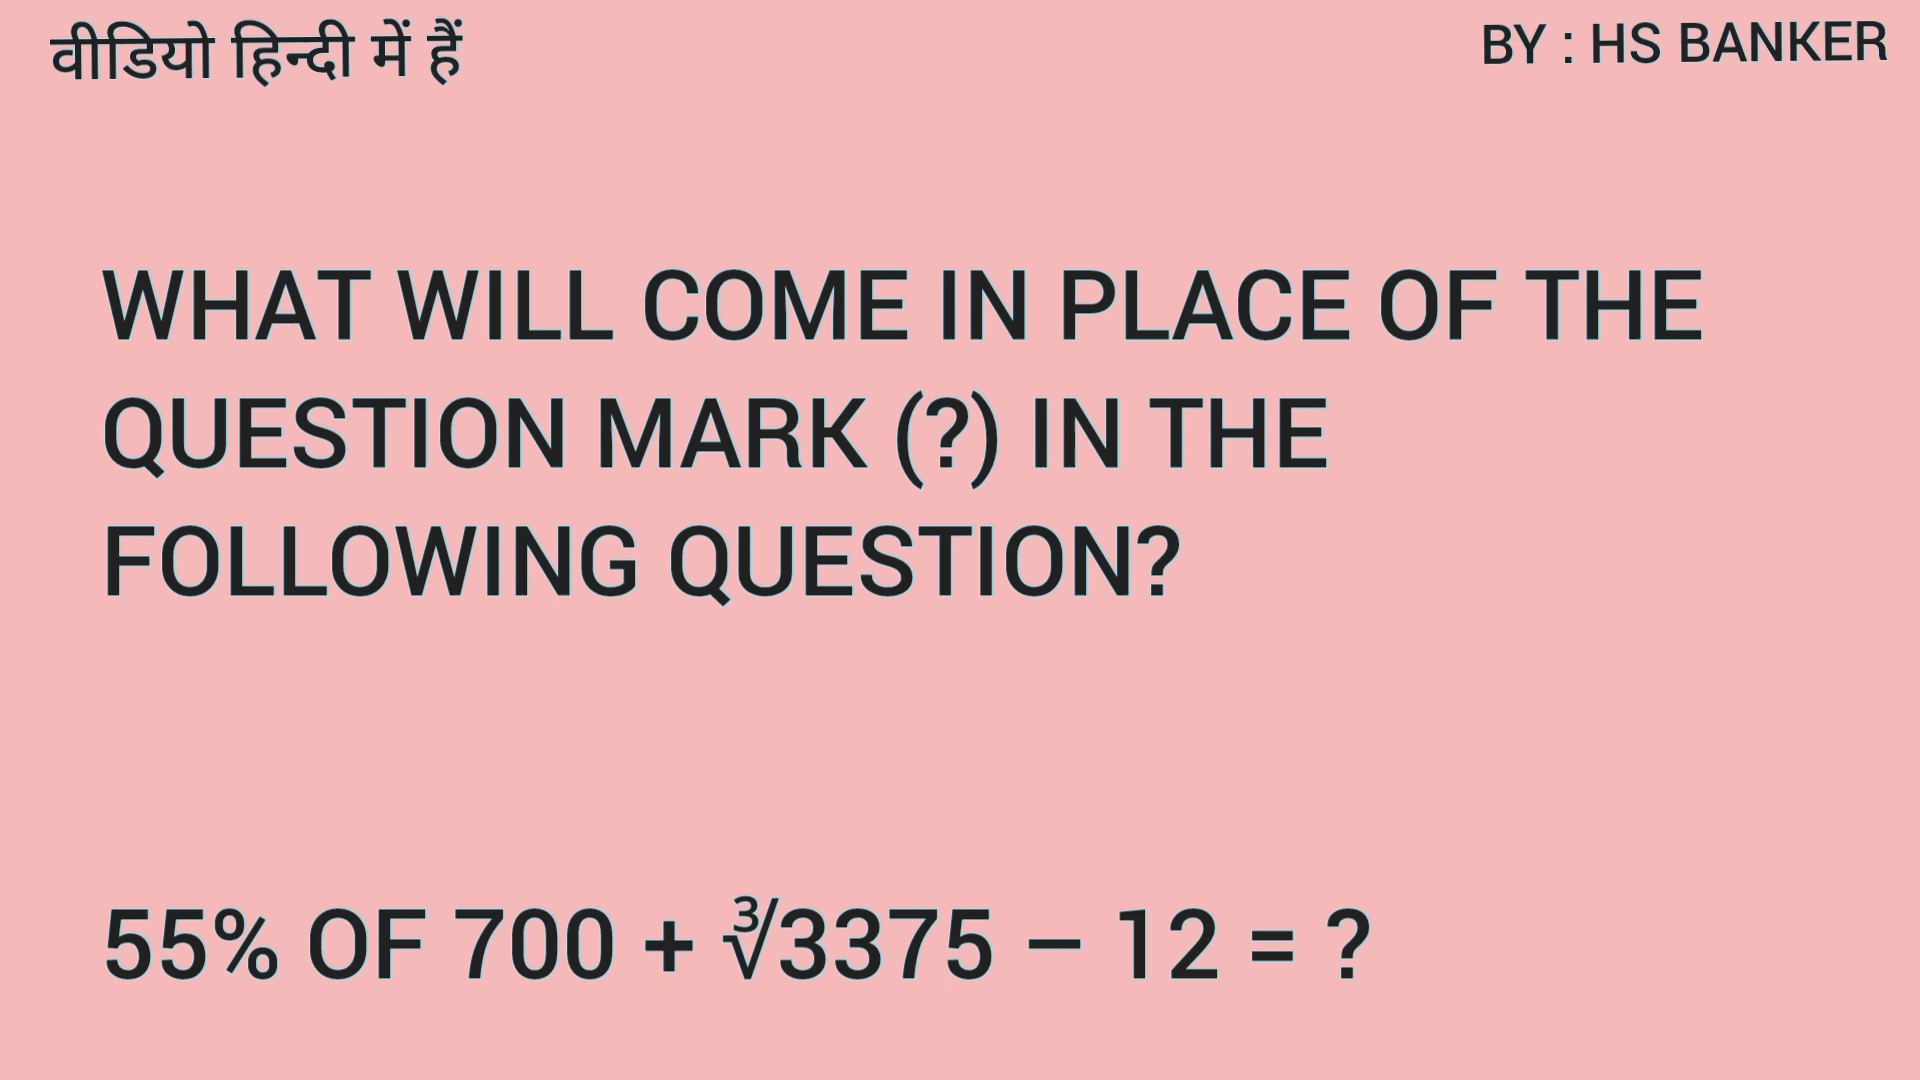 वीडियो हिन्दी में हैं
BY : HS BANKER
WHAT WILL COME IN PLACE OF THE
QUESTION MARK (?) IN THE
FOLLOWING QUESTION?
55% OF 700 + ∛3375 – 12 = ?